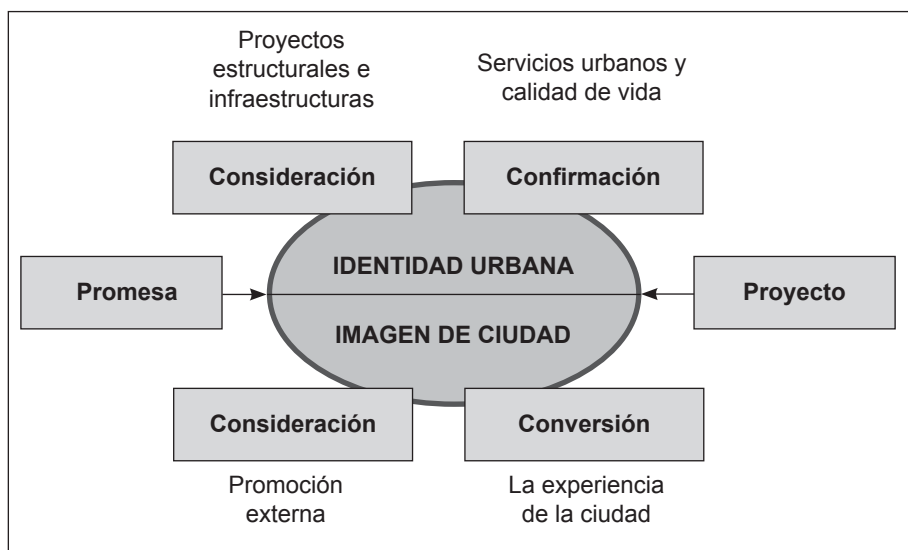 Proyectos
estructurales e
infraestructuras
Servicios urbanos y
calidad de vida
Consideración
Confirmación
IDENTIDAD URBANA
Promesa
Proyecto
IMAGEN DE CIUDAD
Consideración
Conversión
Promoción
externa
La experiencia
de la ciudad